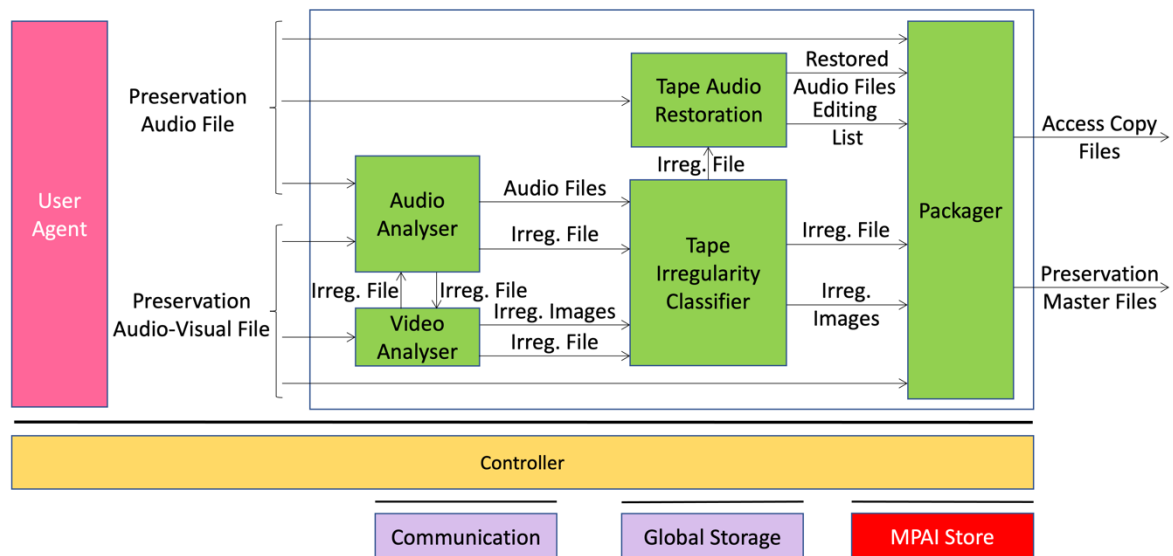 User
Agent
Preservation
Audio File
Preservation
Audio-Visual File
Audio
Analyser
Irreg. File
Irreg. File
Video
Analyser
Audio Files
Irreg. File
Irreg. Images
Irreg. File
Tape Audio
Restoration
Irreg. File
Tape
Irregularity
Classifier
Restored
Audio Files
Editing
List
Irreg. File
Irreg.
Images
Packager
Access Copy
Files
Preservation
Master Files
Controller
Communication
Global Storage
MPAI Store